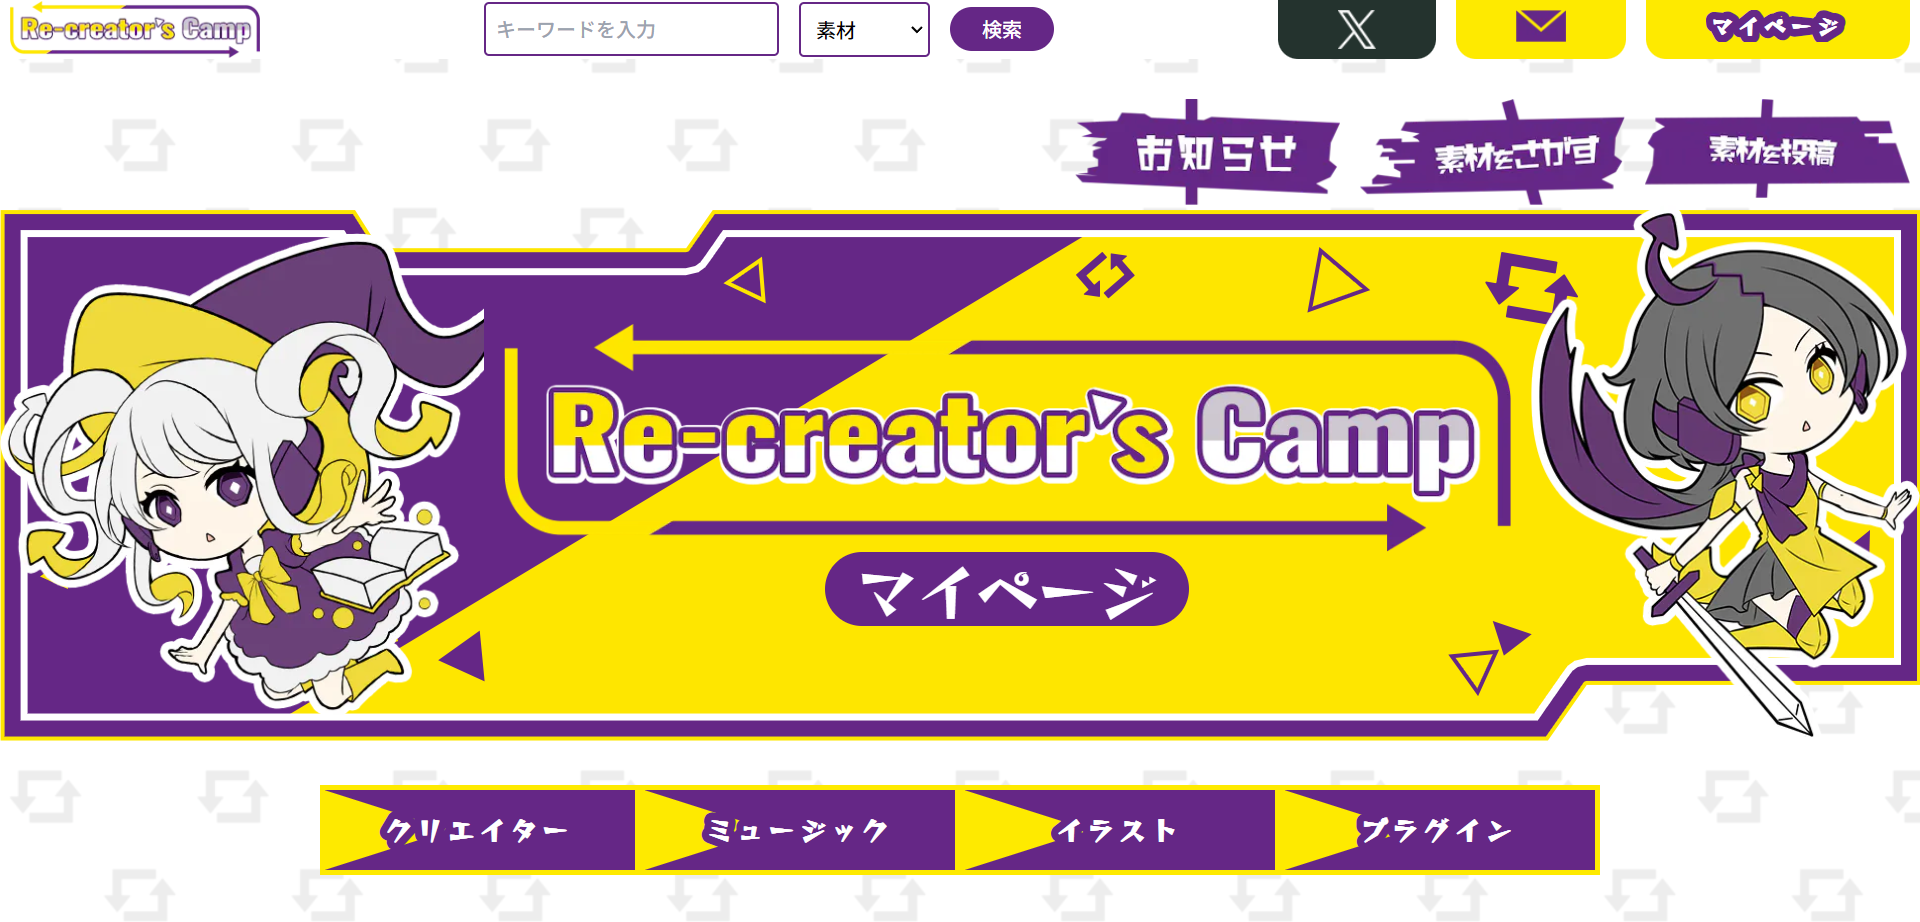 Re-creator's Camp
キーワードを入力
素材
検索
X
マイページ
お知らせ
素材をさがす
素材を投稿
Re-creator's Camp
マイページ
クリエイター
ミュージック
イラスト
プラグイン